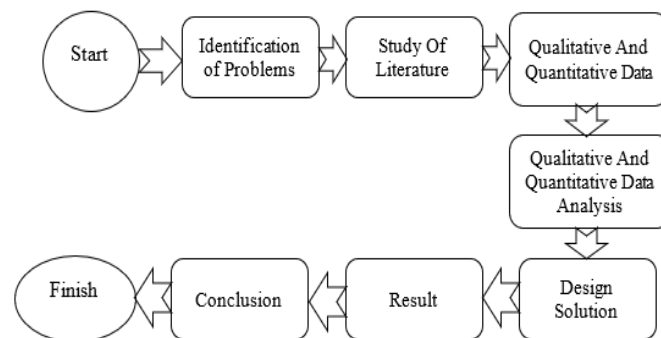 Start
Identification
of Problems
Study Of
Literature
Qualitative And
Quantitative Data
Qualitative And
Quantitative Data
Analysis
Design
Solution
Result
Conclusion
Finish